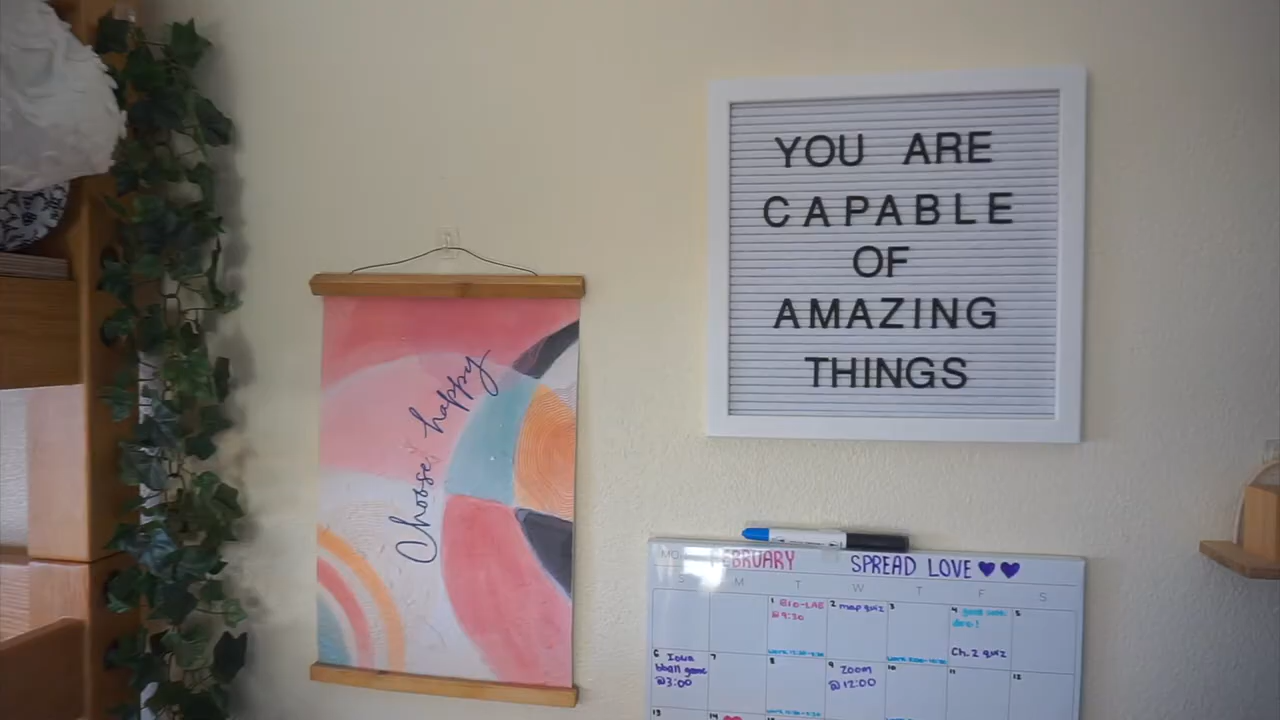 YOU ARE
CAPABLE
OF
AMAZING
THINGS
Choose happy
FEBRUARY SPREAD LOVE
S M T W T F S
1 BIO-LAB
@ 9:30
2 map quiz
3
4
Ch. 2 quiz
5
6 Iowa
bball game
@3:00
7
8
9 Zoom
@ 12:00
10
11
12
13
14